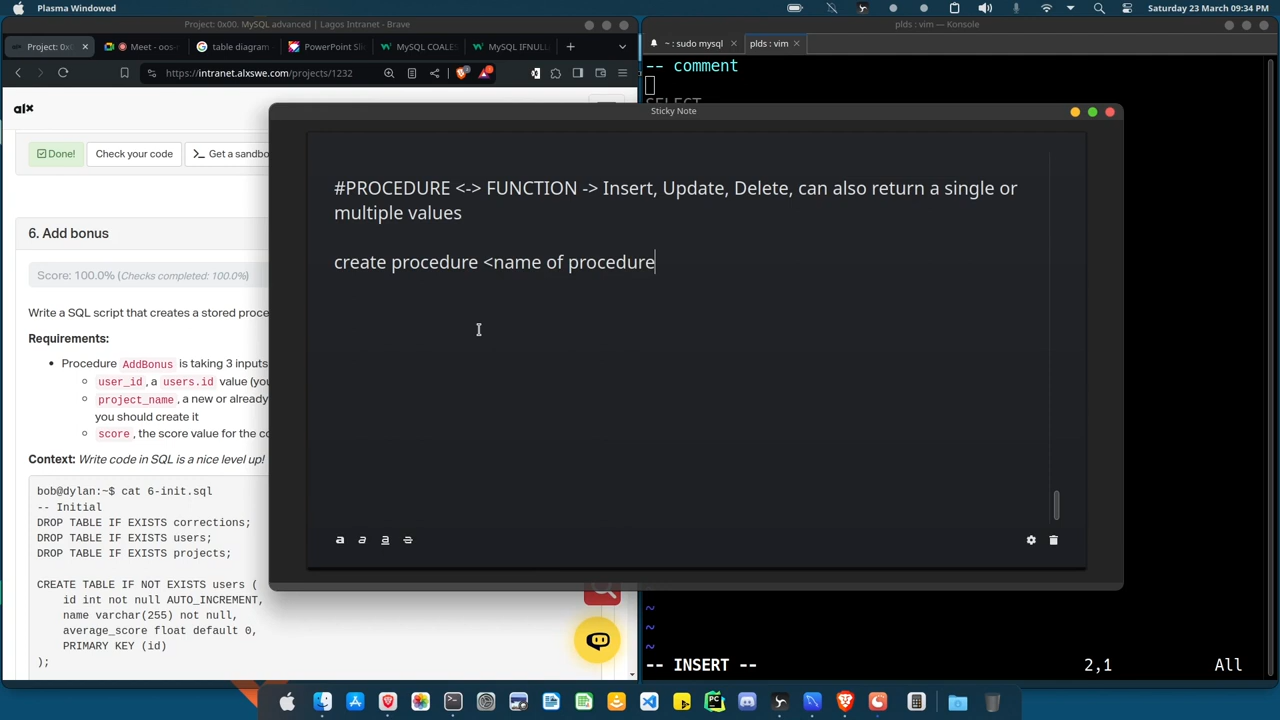 Plasma Windowed
Saturday 23 March 09:34 PM
Project: 0x00. MySQL advanced | Lagos Intranet - Brave
plds : vim — Konsole
Project: 0x0
Meet - oos-
table diagram
PowerPoint Sli
MySQL COALES
MySQL IFNULL
~ : sudo mysql
plds : vim
https://intranet.alxswe.com/projects/1232
-- comment
SELECT
alx
Sticky Note
Done!
Check your code
Get a sandbo
#PROCEDURE <-> FUNCTION -> Insert, Update, Delete, can also return a single or
multiple values
create procedure <name of procedure
6. Add bonus
Score: 100.0% (Checks completed: 100.0%)
Write a SQL script that creates a stored proce
Requirements:
Procedure AddBonus is taking 3 inputs
user_id, a users.id value (you
project_name, a new or already
you should create it
score, the score value for the co
Context: Write code in SQL is a nice level up!
bob@dylan:~$ cat 6-init.sql
-- Initial
DROP TABLE IF EXISTS corrections;
DROP TABLE IF EXISTS users;
DROP TABLE IF EXISTS projects;
CREATE TABLE IF NOT EXISTS users (
id int not null AUTO_INCREMENT,
name varchar(255) not null,
average_score float default 0,
PRIMARY KEY (id)
);
a a a a
~
~
~
-- INSERT --
2,1
All